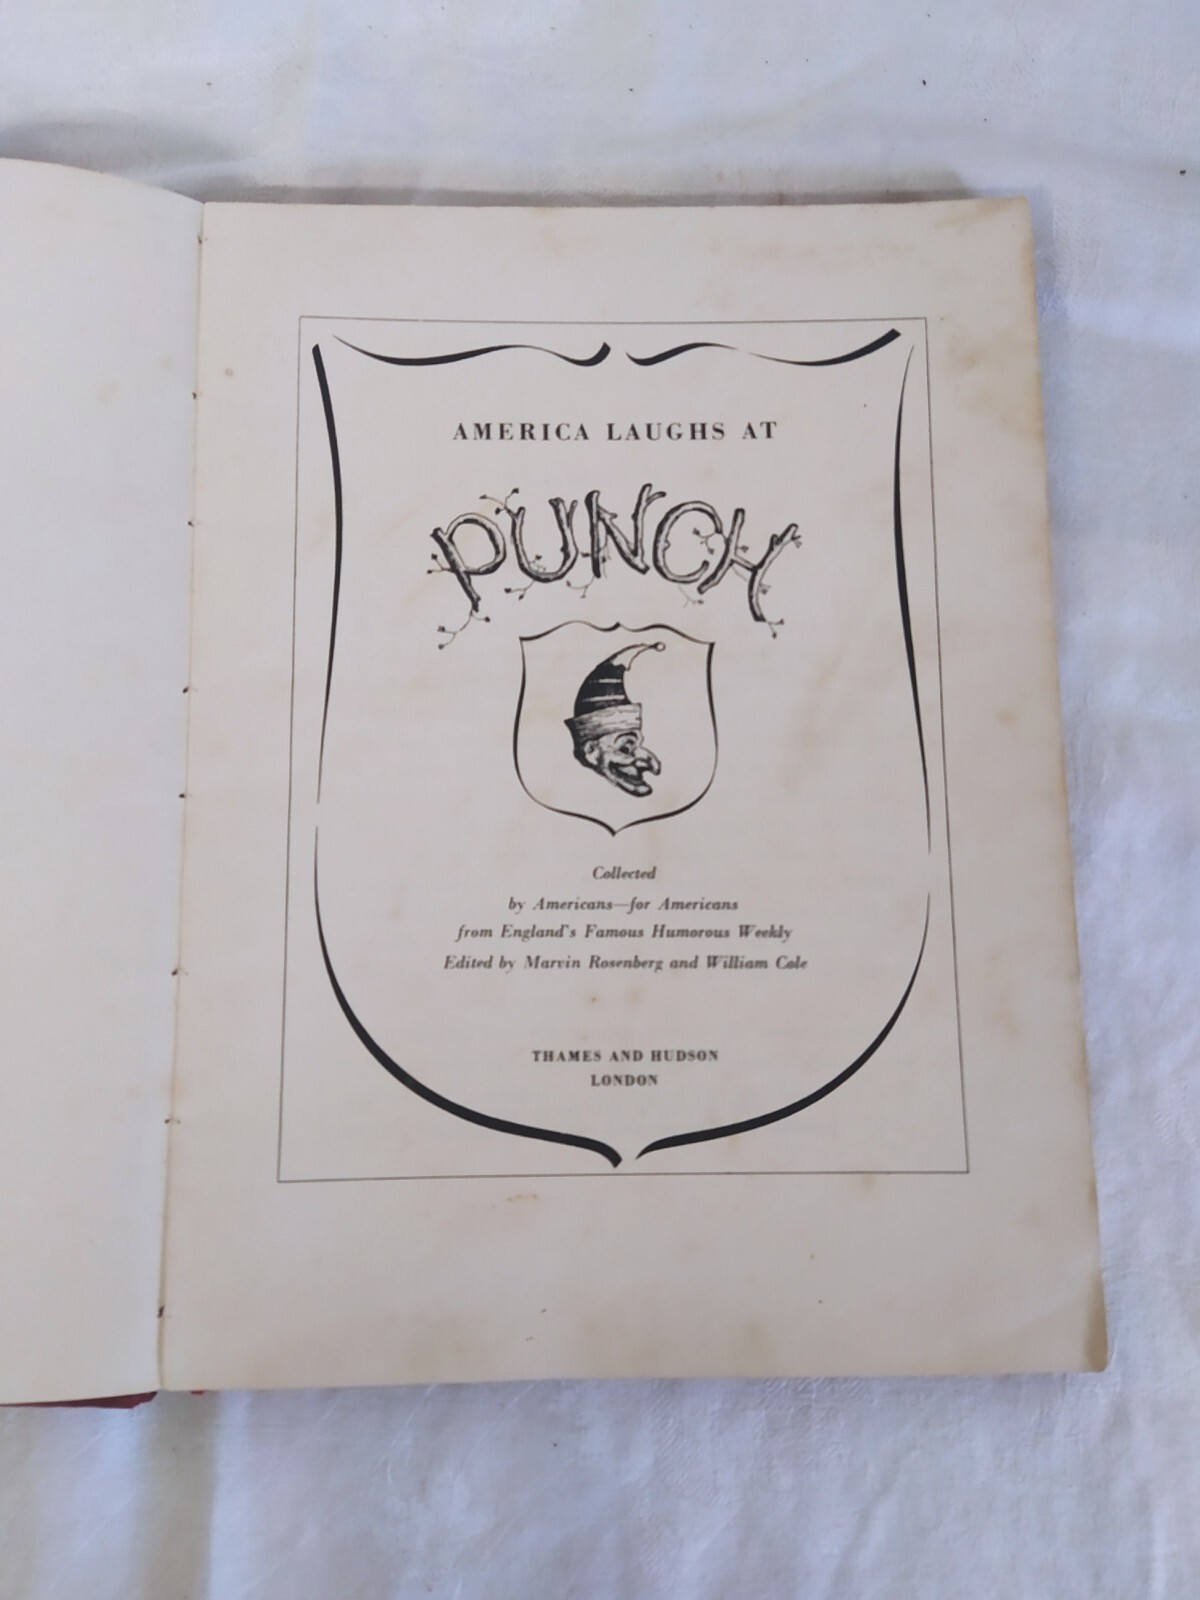 AMERICA LAUGHS AT
PUNCH
Collected
by Americans—for Americans
from England's Famous Humorous Weekly
Edited by Marvin Rosenberg and William Cole
THAMES AND HUDSON
LONDON